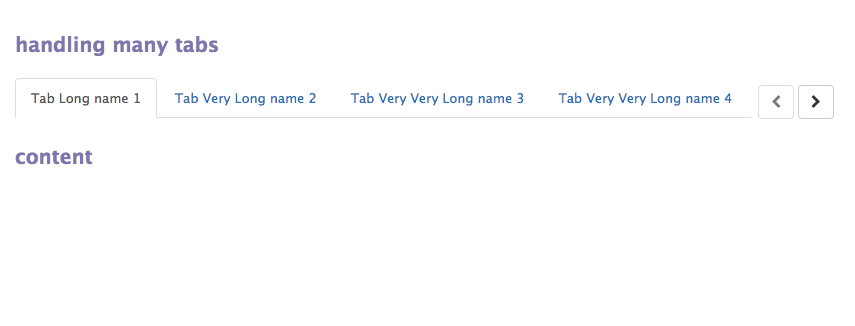 handling many tabs
Tab Long name 1 Tab Very Long name 2 Tab Very Very Long name 3 Tab Very Very Long name 4
content